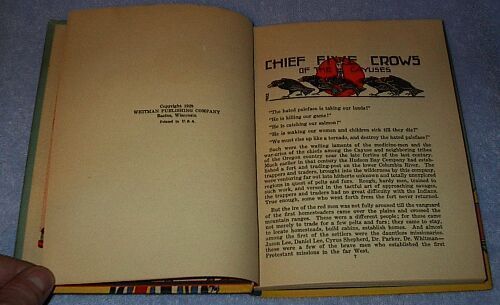 Copyright 1928
WHITMAN PUBLISHING COMPANY
Racine, Wisconsin
Printed in U.S.A.
CHIEF FIVE CROWS
OF THE CAYUSES
"The hated paleface is taking our lands!"
"He is killing our game!"
"He is catching our salmon!"
"He is making our women and children sick till they die!"
"We must rise up like a tornado, and destroy the hated paleface!"
Such were the wailing laments of the medicine-men and the
war-cries of the chiefs among the Cayuse and neighboring tribes
of the Oregon country near the late forties of the last century.
Much earlier in that century the Hudson Bay Company had estab-
lished a fort and trading-post on the lower Columbia River. The
trappers and traders, brought into the wilderness by this company,
were venturing far out into hitherto unknown and totally unexplored
regions in quest of pelts and furs. Rough, hardy men, trained in
such work, and versed in the tactful art of approaching savages,
the trappers and traders had no great difficulty with the Indians.
True enough, some who went forth from the fort never returned.
But the ire of the red man was not fully aroused till the vanguard
of the first homesteaders came over the plains and crossed the
mountain ranges. These were a different people; for these came
not merely to trade for a few pelts and furs; and they came to stay
to locate homesteads, build cabins, establish homes. And almost
among the first of the settlers were the dauntless missionaries.
Jason Lee, Daniel Lee, Cyrus Shepherd, Dr. Parker, Dr. Whitman—
these were a few of the brave men who established the first
Protestant missions in the far West.
7